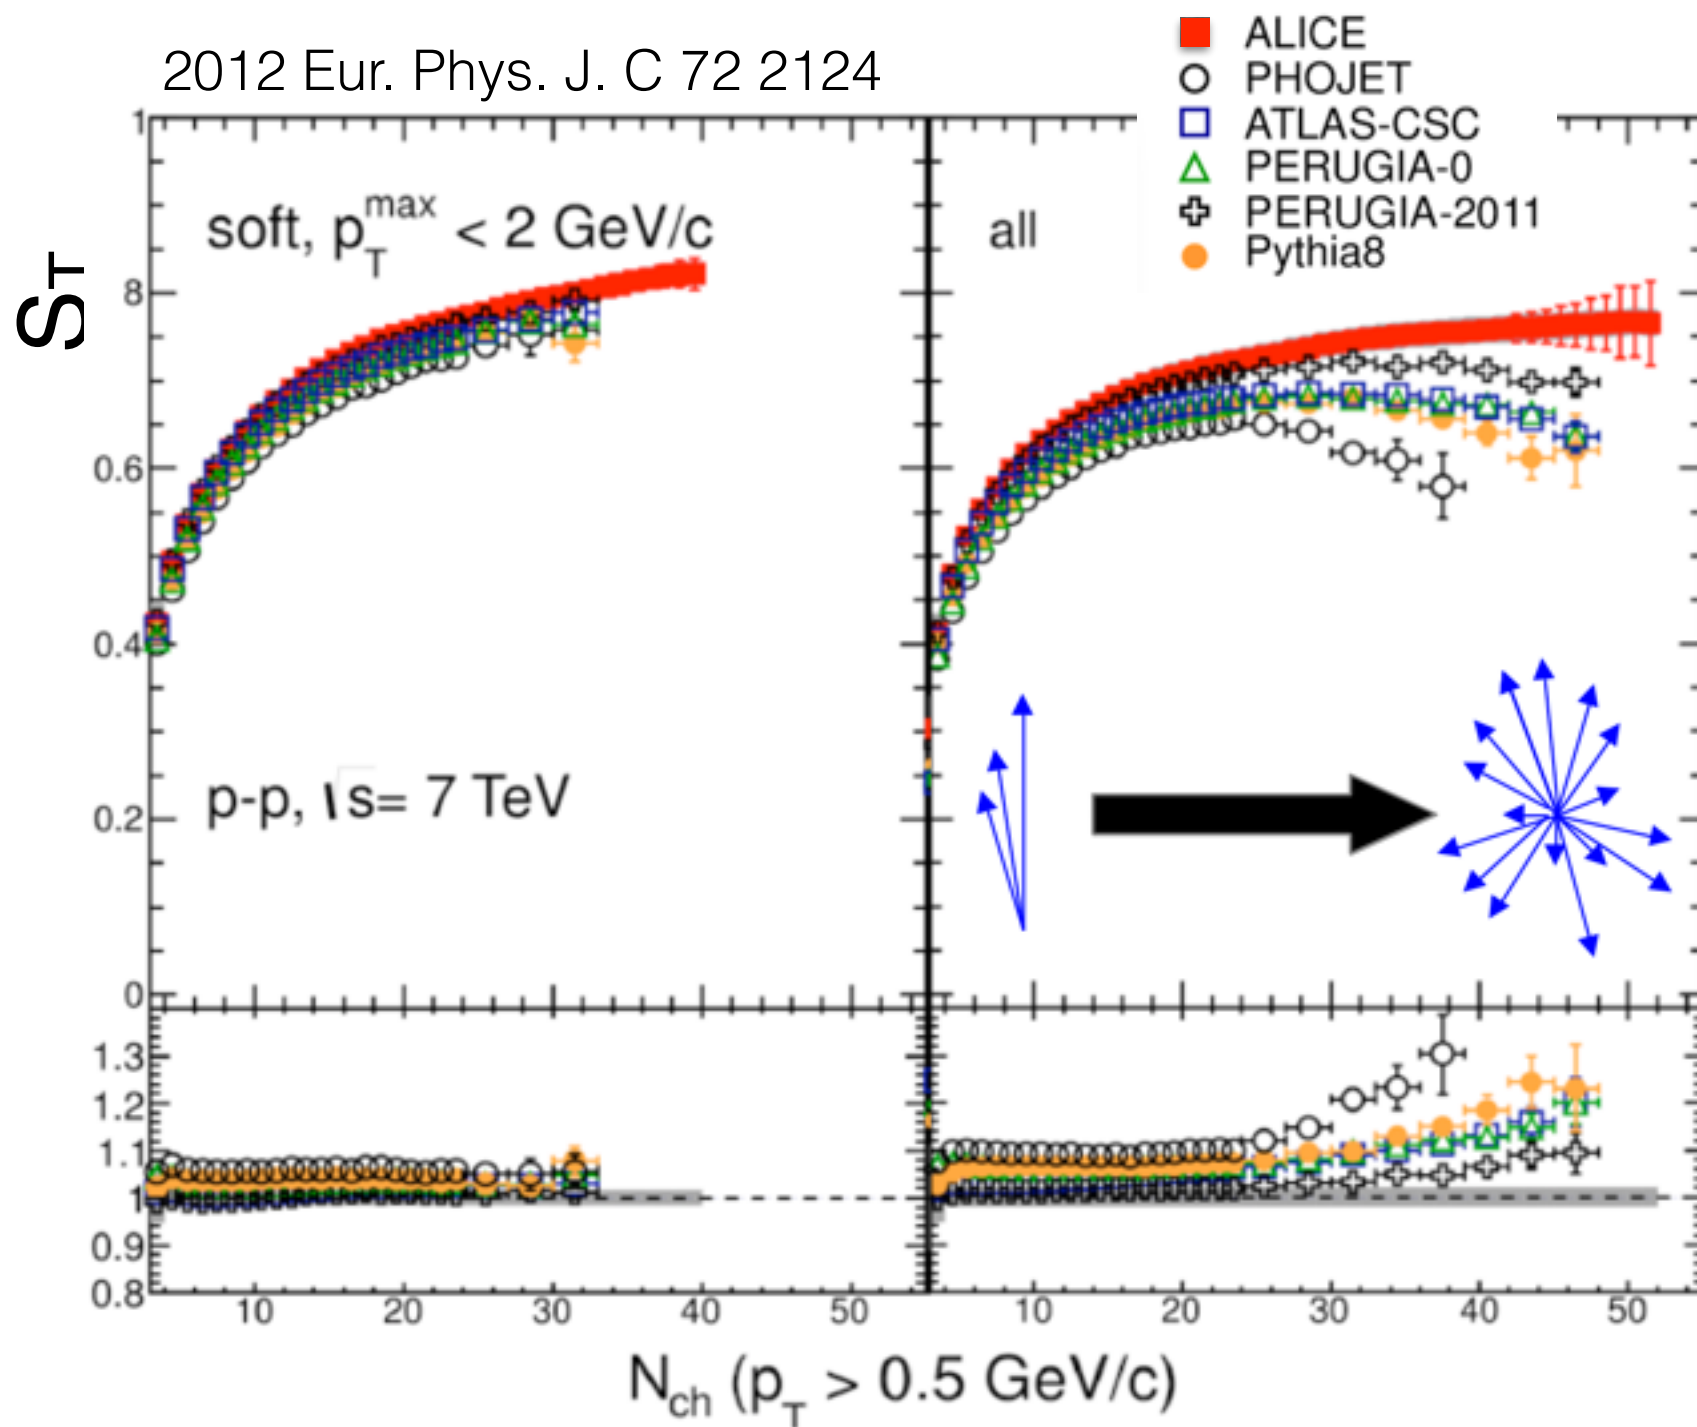 2012 Eur. Phys. J. C 72 2124
ALICE
PHOJET
ATLAS-CSC
PERUGIA-0
PERUGIA-2011
Pythia8
soft, p_T^max < 2 GeV/c
all
S_T
1
8
0.6
0.4
0.2
0
p-p, √s= 7 TeV
1.3
1.2
1.1
1
0.9
0.8
10 20 30 40 50
10 20 30 40 50
N_ch (p_T > 0.5 GeV/c)